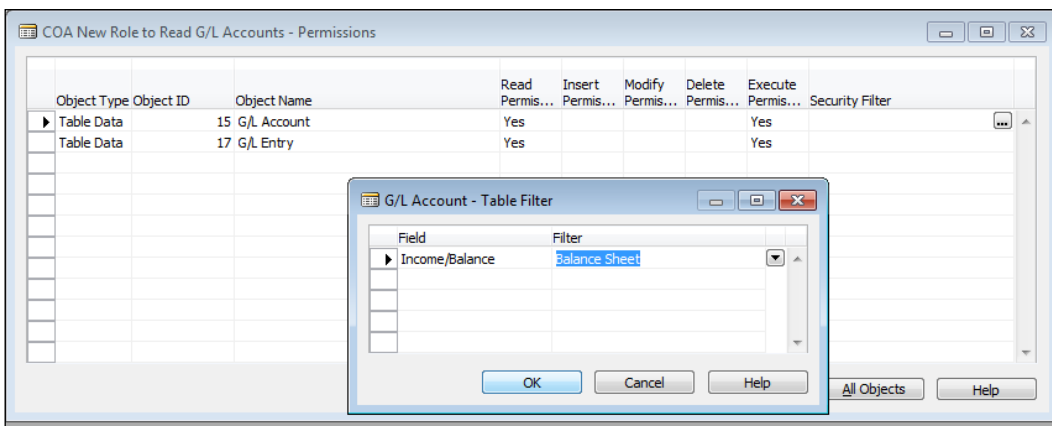 COA New Role to Read G/L Accounts - Permissions
Read Insert Modify Delete Execute
Object Type Object ID Object Name Permis... Permis... Permis... Permis... Permis... Security Filter
Table Data 15 G/L Account Yes Yes ...
Table Data 17 G/L Entry Yes Yes
G/L Account - Table Filter
Field Filter
Income/Balance Balance Sheet
OK Cancel Help
All Objects Help